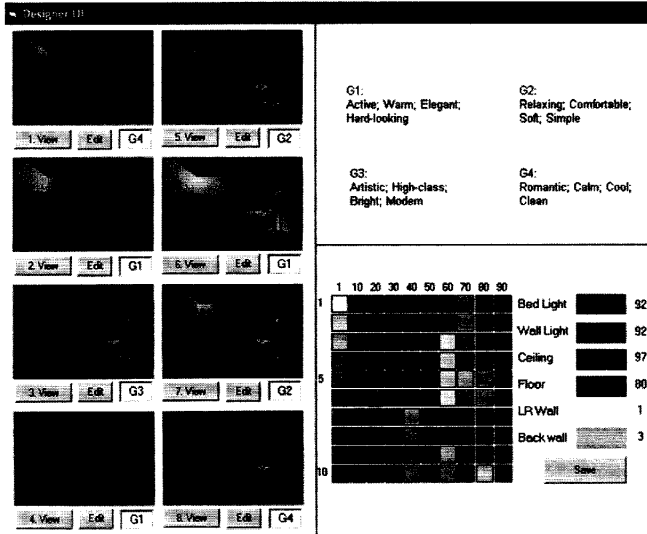 Designer UI
1. View Edit G4
5. View Edit G2
2. View Edit G1
6. View Edit G1
3. View Edit G3
7. View Edit G2
4. View Edit G1
8. View Edit G4
G1:
Active; Warm; Elegant;
Hard-looking
G2:
Relaxing; Comfortable;
Soft; Simple
G3:
Artistic; High-class;
Bright; Modern
G4:
Romantic; Calm; Cool;
Clean
1 10 20 30 40 50 60 70 80 90
1
5
10
Bed Light 92
Wall Light 92
Ceiling 97
Floor 80
LR Wall 1
Back wall 3
Save